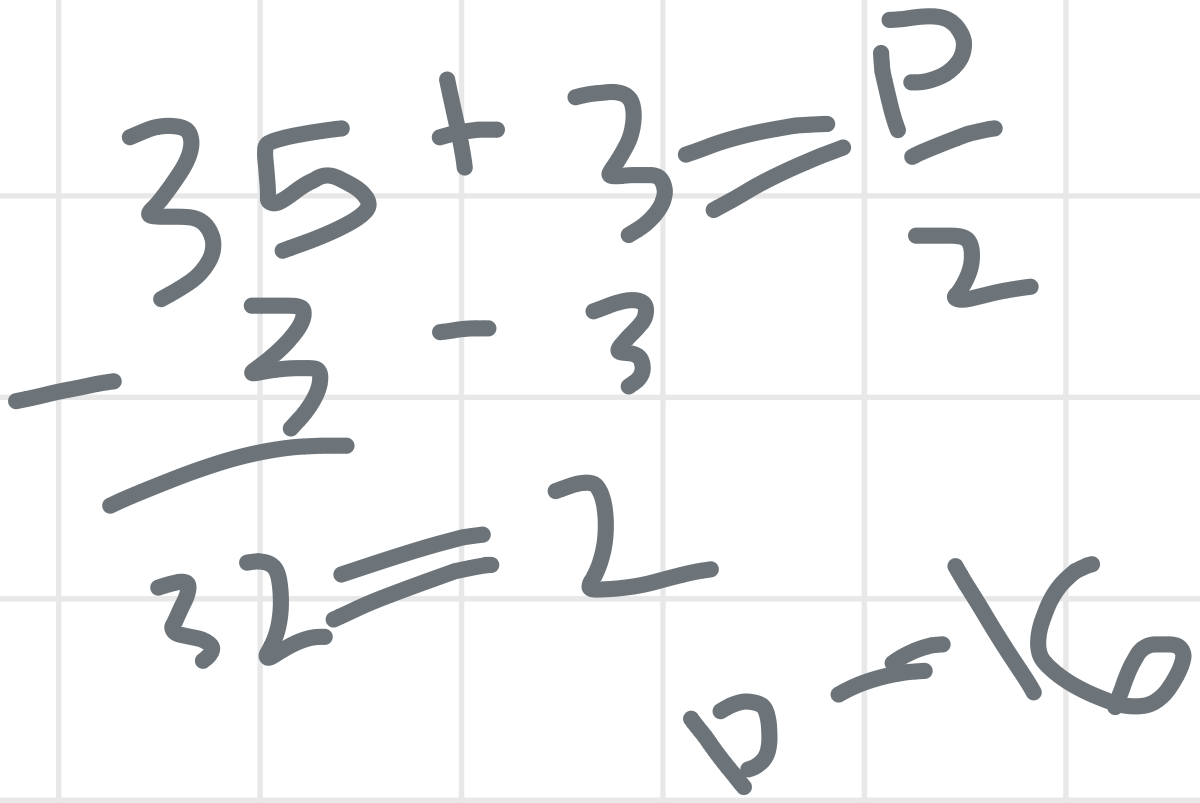 35 + 3 = P/2
- 3 - 3
32 = 2
p = 16